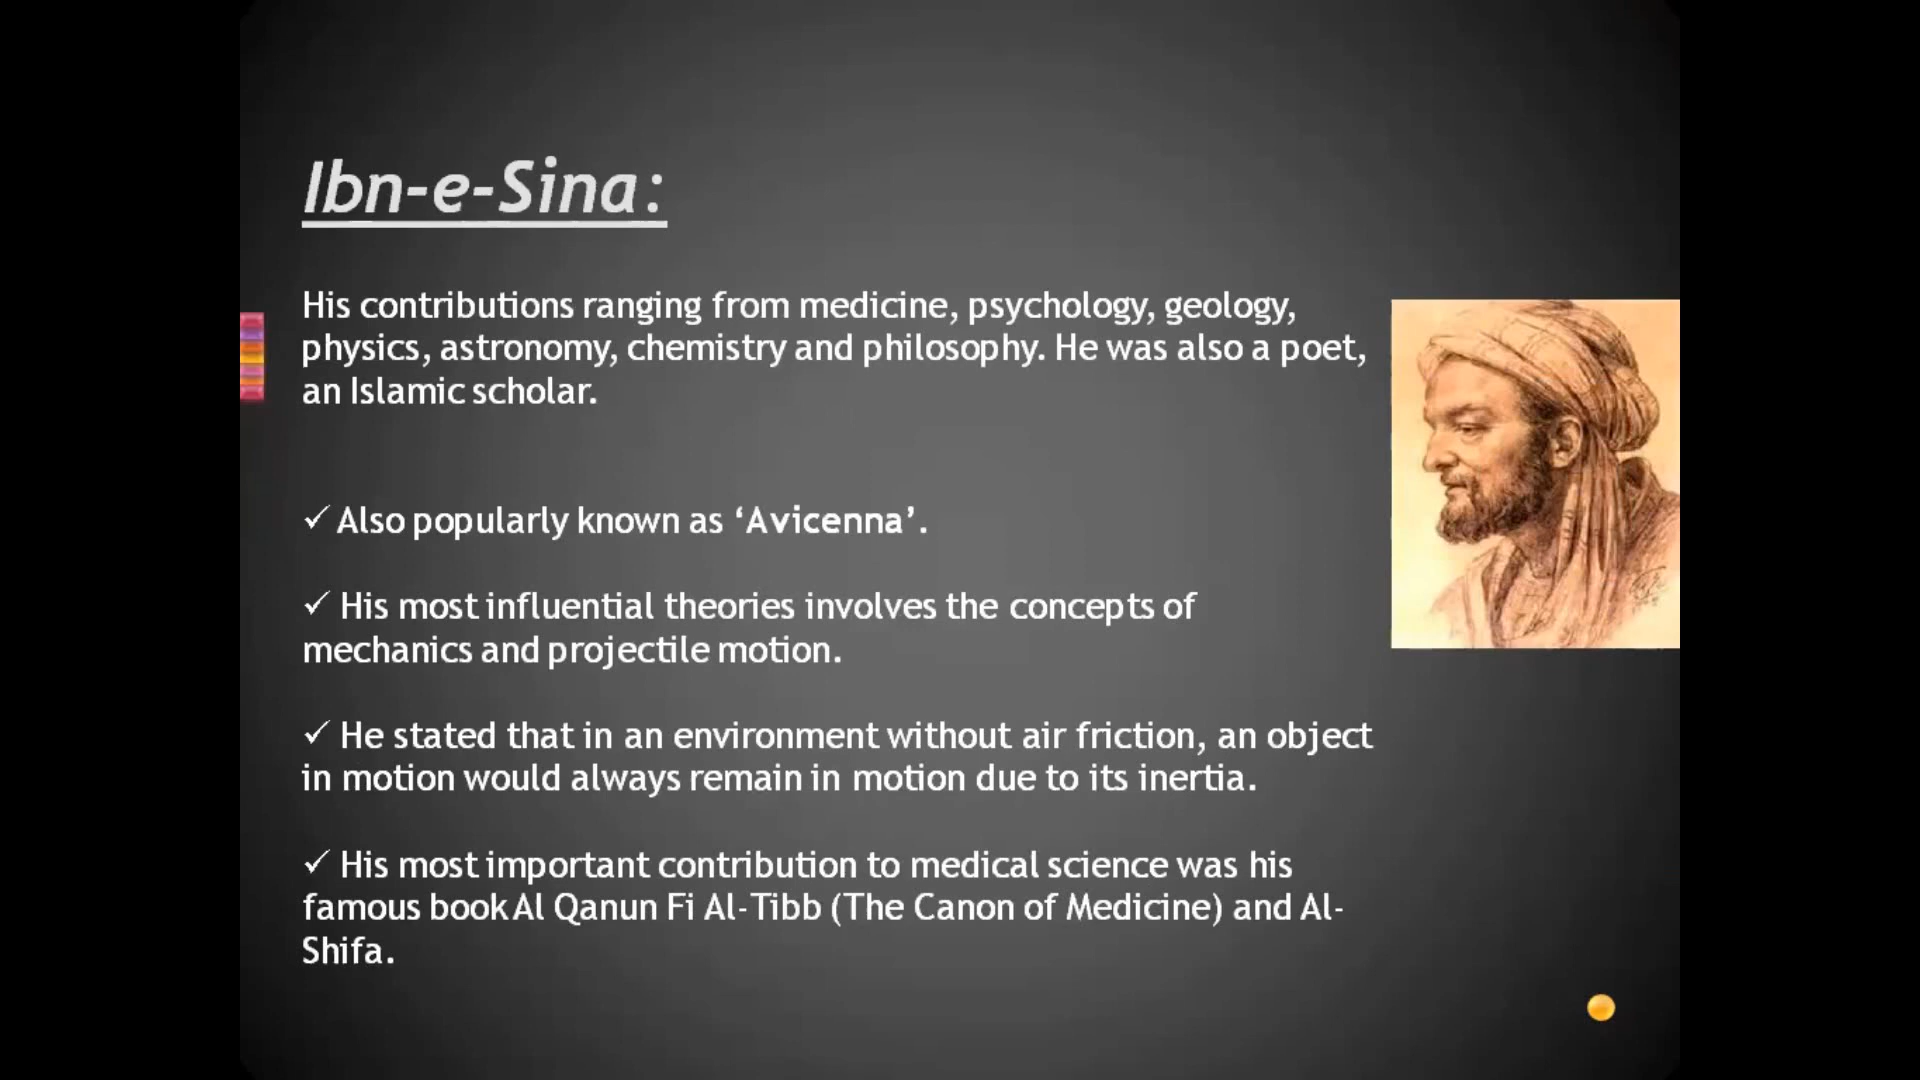 Ibn-e-Sina:
His contributions ranging from medicine, psychology, geology,
physics, astronomy, chemistry and philosophy. He was also a poet,
an Islamic scholar.
✓ Also popularly known as ‘Avicenna’.
✓ His most influential theories involves the concepts of
mechanics and projectile motion.
✓ He stated that in an environment without air friction, an object
in motion would always remain in motion due to its inertia.
✓ His most important contribution to medical science was his
famous book Al Qanun Fi Al-Tibb (The Canon of Medicine) and Al-
Shifa.